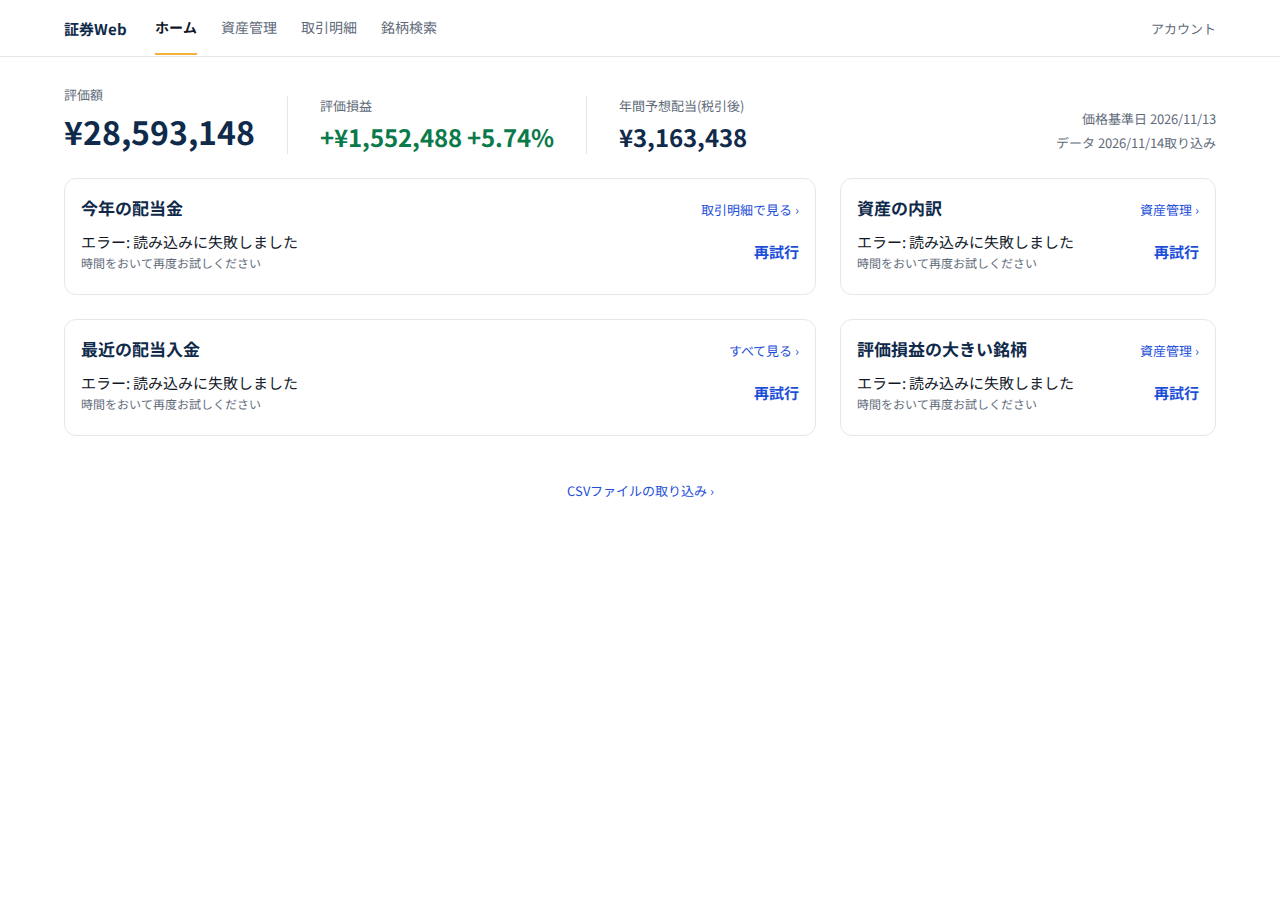 証券Web ホーム 資産管理 取引明細 銘柄検索 アカウント
評価額
¥28,593,148
評価損益
+¥1,552,488 +5.74%
年間予想配当(税引後)
¥3,163,438
価格基準日 2026/11/13
データ 2026/11/14取り込み
今年の配当金
取引明細で見る ›
エラー: 読み込みに失敗しました
時間をおいて再度お試しください
再試行
資産の内訳
資産管理 ›
エラー: 読み込みに失敗しました
時間をおいて再度お試しください
再試行
最近の配当入金
すべて見る ›
エラー: 読み込みに失敗しました
時間をおいて再度お試しください
再試行
評価損益の大きい銘柄
資産管理 ›
エラー: 読み込みに失敗しました
時間をおいて再度お試しください
再試行
CSVファイルの取り込み ›